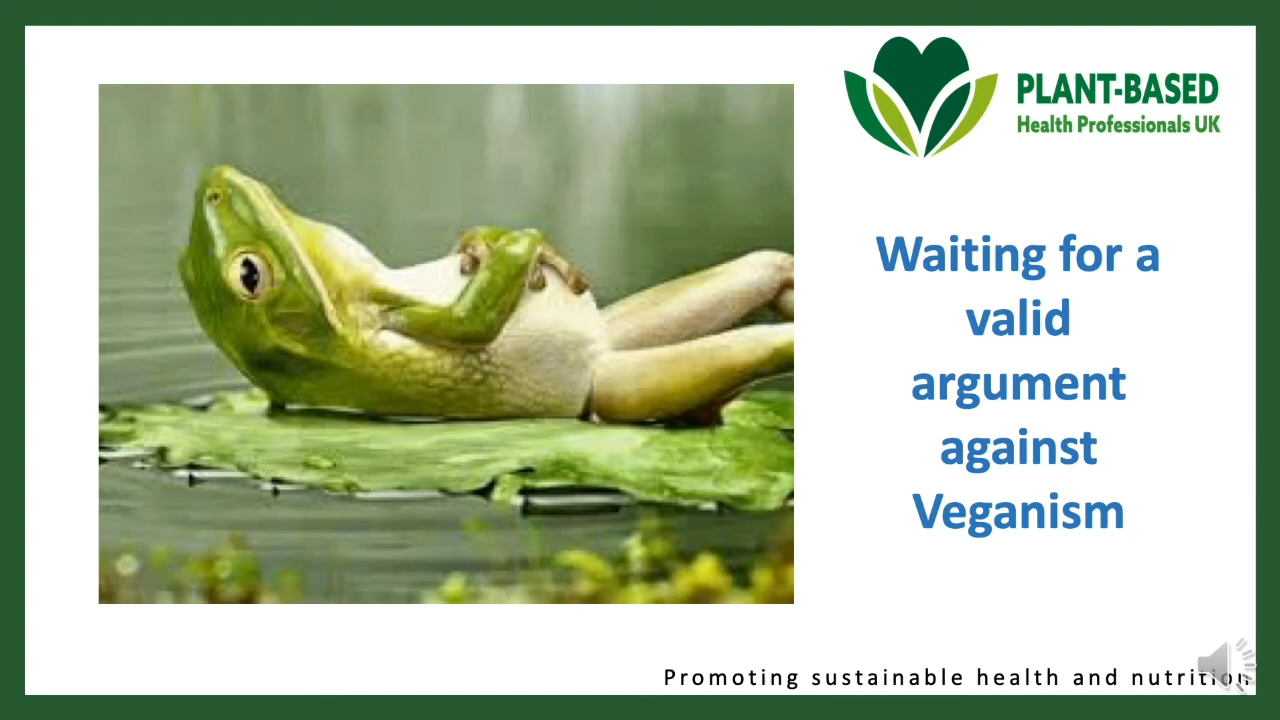 PLANT-BASED
Health Professionals UK
Waiting for a
valid
argument
against
Veganism
Promoting sustainable health and nutrition